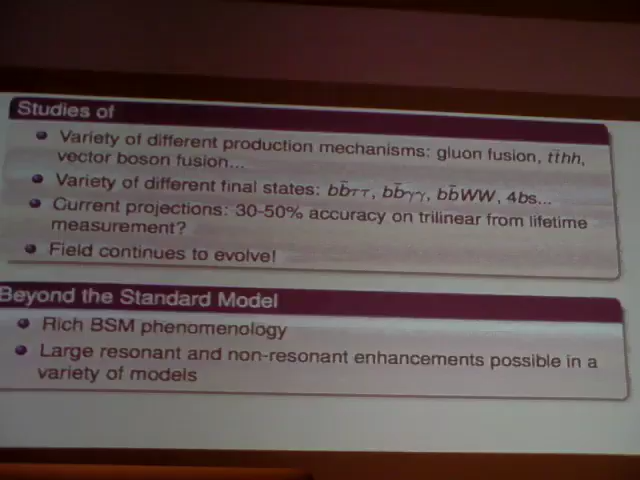 Studies of
Variety of different production mechanisms: gluon fusion, tt̄hh,
vector boson fusion...
Variety of different final states: bb̄ττ, bb̄γγ, bb̄WW, 4bs...
Current projections: 30-50% accuracy on trilinear from lifetime
measurement?
Field continues to evolve!
Beyond the Standard Model
Rich BSM phenomenology
Large resonant and non-resonant enhancements possible in a
variety of models